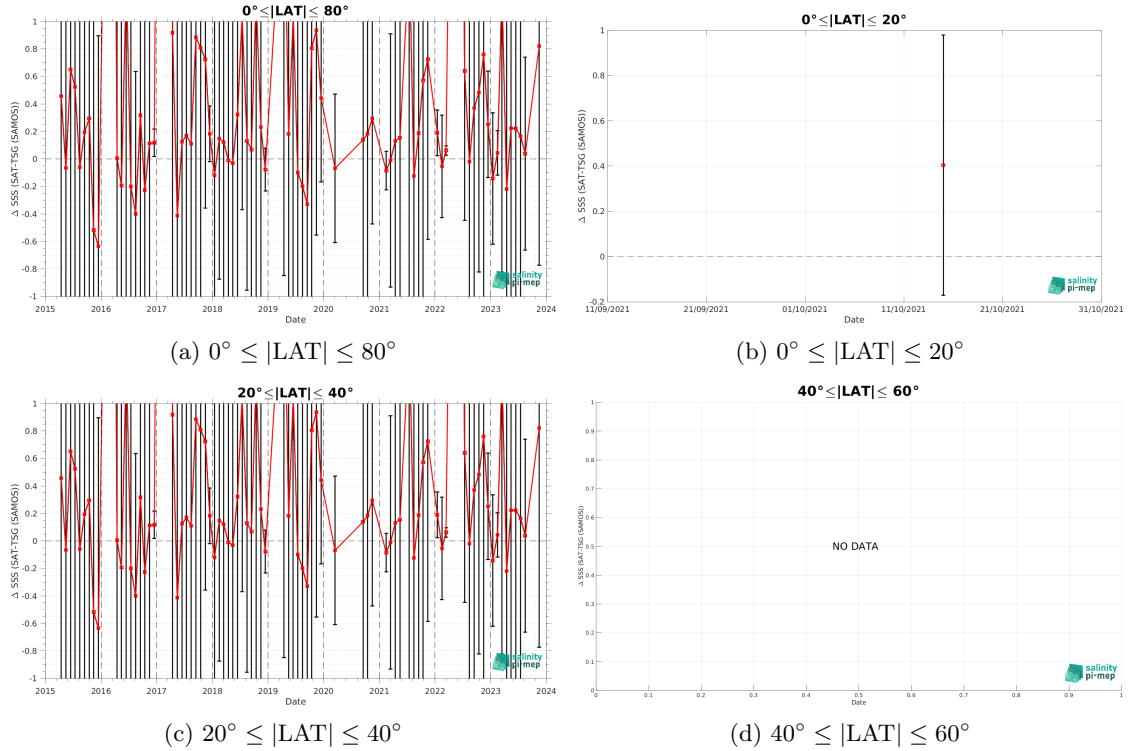 0°≤|LAT|≤ 80°
Δ SSS (SAT-TSG (SAMOS))
1
0.8
0.6
0.4
0.2
0
-0.2
-0.4
-0.6
-0.8
-1
2015 2016 2017 2018 2019 2020 2021 2022 2023 2024
Date
salinity
pi-mep
(a) 0° ≤ |LAT| ≤ 80°
0°≤|LAT|≤ 20°
Δ SSS (SAT-TSG (SAMOS))
1
0.8
0.6
0.4
0.2
0
-0.2
11/09/2021 21/09/2021 01/10/2021 11/10/2021 21/10/2021 31/10/2021
Date
salinity
pi-mep
(b) 0° ≤ |LAT| ≤ 20°
20°≤|LAT|≤ 40°
Δ SSS (SAT-TSG (SAMOS))
1
0.8
0.6
0.4
0.2
0
-0.2
-0.4
-0.6
-0.8
-1
2015 2016 2017 2018 2019 2020 2021 2022 2023 2024
Date
salinity
pi-mep
(c) 20° ≤ |LAT| ≤ 40°
40°≤|LAT|≤ 60°
Δ SSS (SAT-TSG (SAMOS))
1
0.9
0.8
0.7
0.6
0.5
0.4
0.3
0.2
0.1
0
NO DATA
0 0.1 0.2 0.3 0.4 0.5 0.6 0.7 0.8 0.9 1
Date
salinity
pi-mep
(d) 40° ≤ |LAT| ≤ 60°